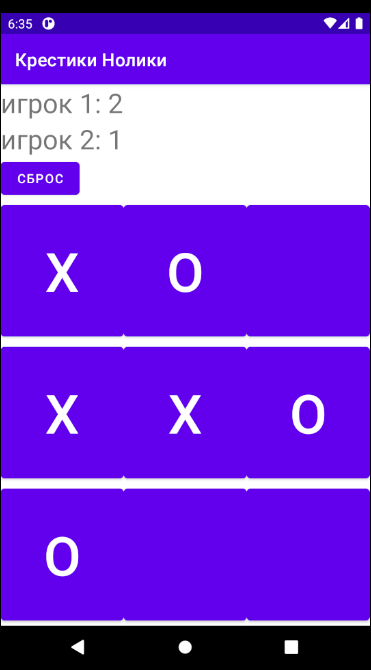 6:35
Крестики Нолики
игрок 1: 2
игрок 2: 1
СБРОС
X O
X X O
O